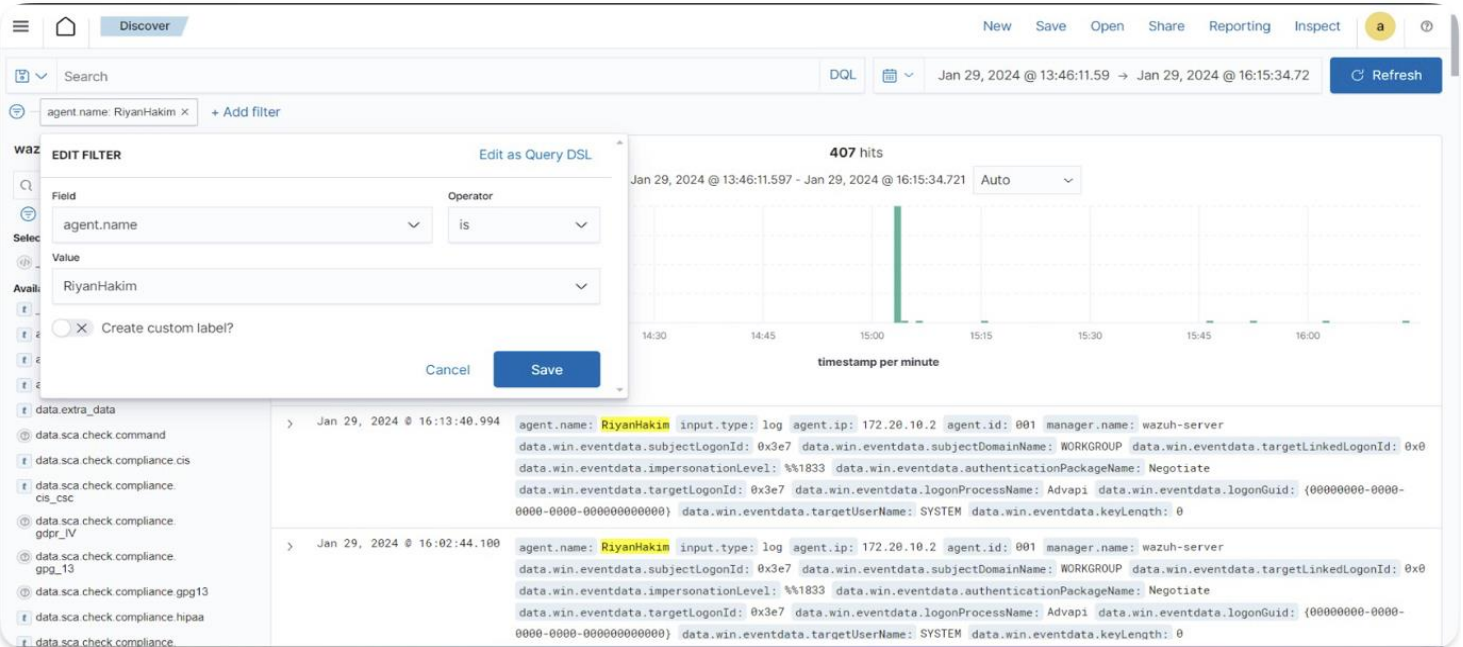 Discover New Save Open Share Reporting Inspect a
Search DQL Jan 29, 2024 @ 13:46:11.59 → Jan 29, 2024 @ 16:15:34.72 Refresh
agent.name: RiyanHakim × + Add filter
waz
EDIT FILTER Edit as Query DSL
Field Operator
agent.name is
Value
RiyanHakim
Create custom label?
Cancel Save
Selec
Availa
407 hits
Jan 29, 2024 @ 13:46:11.597 - Jan 29, 2024 @ 16:15:34.721 Auto
14:30 14:45 15:00 15:15 15:30 15:45 16:00
timestamp per minute
t data.extra_data
data.sca.check.command
t data.sca.check.compliance.cis
t data.sca.check.compliance.
cis_csc
data.sca.check.compliance.
gdpr_IV
data.sca.check.compliance.
gpg_13
data.sca.check.compliance.gpg13
t data.sca.check.compliance.hipaa
t data.sca.check.compliance.
Jan 29, 2024 @ 16:13:40.994 agent.name: RiyanHakim input.type: log agent.ip: 172.20.10.2 agent.id: 001 manager.name: wazuh-server
data.win.eventdata.subjectLogonId: 0x3e7 data.win.eventdata.subjectDomainName: WORKGROUP data.win.eventdata.targetLinkedLogonId: 0x0
data.win.eventdata.impersonationLevel: %%1833 data.win.eventdata.authenticationPackageName: Negotiate
data.win.eventdata.targetLogonId: 0x3e7 data.win.eventdata.logonProcessName: Advapi data.win.eventdata.logonGuid: {00000000-0000-
0000-0000-000000000000} data.win.eventdata.targetUserName: SYSTEM data.win.eventdata.keyLength: 0
Jan 29, 2024 @ 16:02:44.100 agent.name: RiyanHakim input.type: log agent.ip: 172.20.10.2 agent.id: 001 manager.name: wazuh-server
data.win.eventdata.subjectLogonId: 0x3e7 data.win.eventdata.subjectDomainName: WORKGROUP data.win.eventdata.targetLinkedLogonId: 0x0
data.win.eventdata.impersonationLevel: %%1833 data.win.eventdata.authenticationPackageName: Negotiate
data.win.eventdata.targetLogonId: 0x3e7 data.win.eventdata.logonProcessName: Advapi data.win.eventdata.logonGuid: {00000000-0000-
0000-0000-000000000000} data.win.eventdata.targetUserName: SYSTEM data.win.eventdata.keyLength: 0